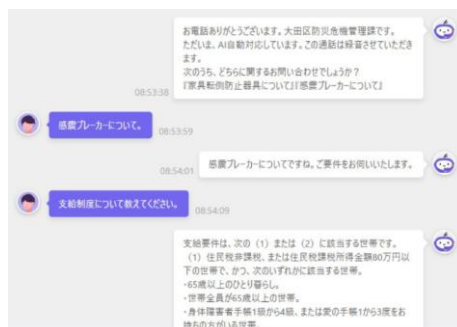 お電話ありがとうございます。大田区防災危機管理課です。
ただいま、AI自動対応しています。この通話は録音させていただき
ます。
次のうち、どちらに関するお問い合わせでしょうか?
『家具転倒防止器具について』『感震ブレーカーについて』
08:53:38
感震ブレーカーについて。
08:53:59
感震ブレーカーについてですね。ご要件をお伺いいたします。
08:54:01
支給制度について教えてください。
08:54:09
支給要件は、次の(1)または(2)に該当する世帯です。
(1)住民税非課税、または住民税課税所得金額80万円以
下の世帯で、かつ、次のいずれかに該当する世帯。
・65歳以上のひとり暮らし。
・世帯全員が65歳以上の世帯。
・身体障害者手帳1級から4級、または愛の手帳1から3度をお
持ちの方がいる世帯。